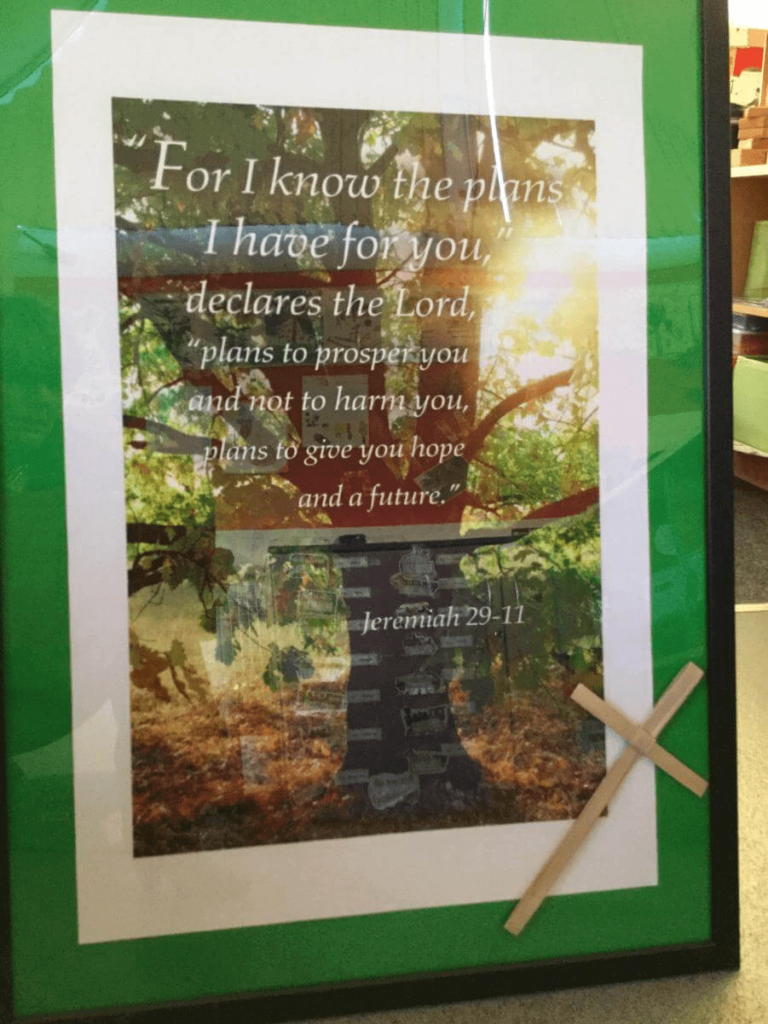 “For I know the plans
I have for you,”
declares the Lord,
“plans to prosper you
and not to harm you,
plans to give you hope
and a future.”
Jeremiah 29-11